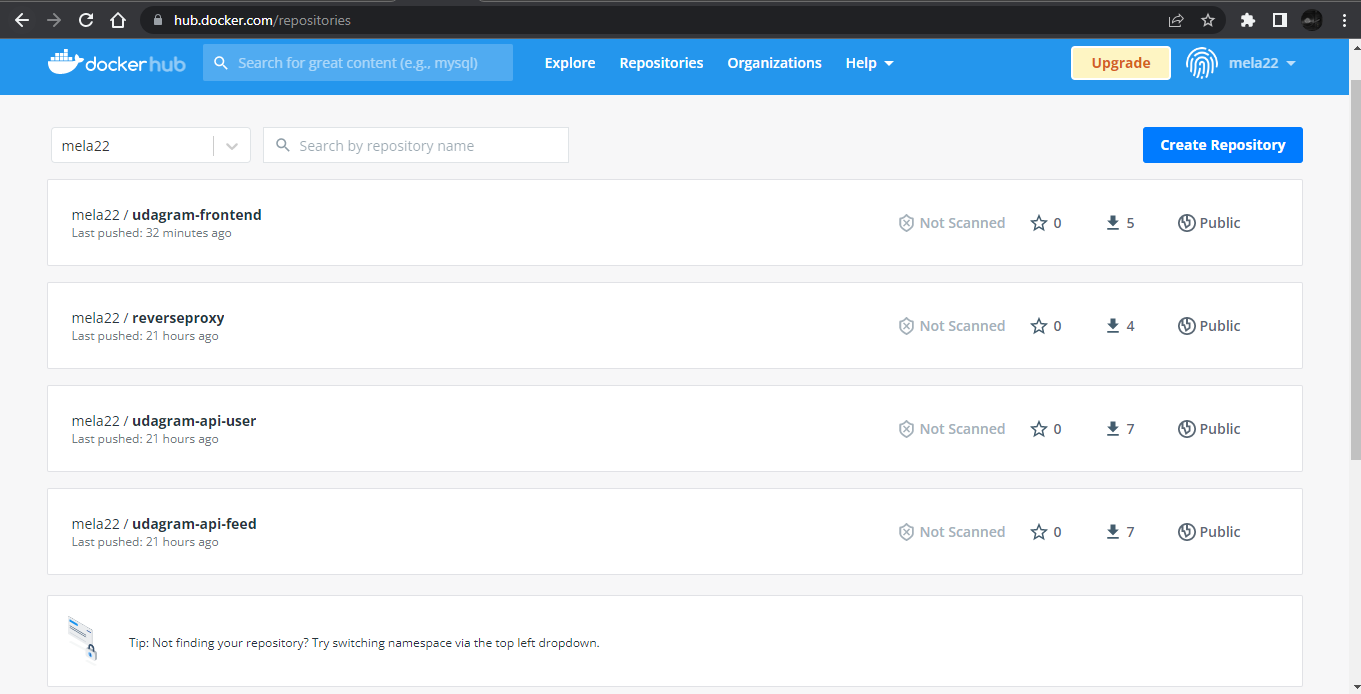 hub.docker.com/repositories
docker hub
Search for great content (e.g., mysql)
Explore
Repositories
Organizations
Help
Upgrade
mela22
mela22
Search by repository name
Create Repository
mela22 / udagram-frontend
Last pushed: 32 minutes ago
Not Scanned
0
5
Public
mela22 / reverseproxy
Last pushed: 21 hours ago
Not Scanned
0
4
Public
mela22 / udagram-api-user
Last pushed: 21 hours ago
Not Scanned
0
7
Public
mela22 / udagram-api-feed
Last pushed: 21 hours ago
Not Scanned
0
7
Public
Tip: Not finding your repository? Try switching namespace via the top left dropdown.